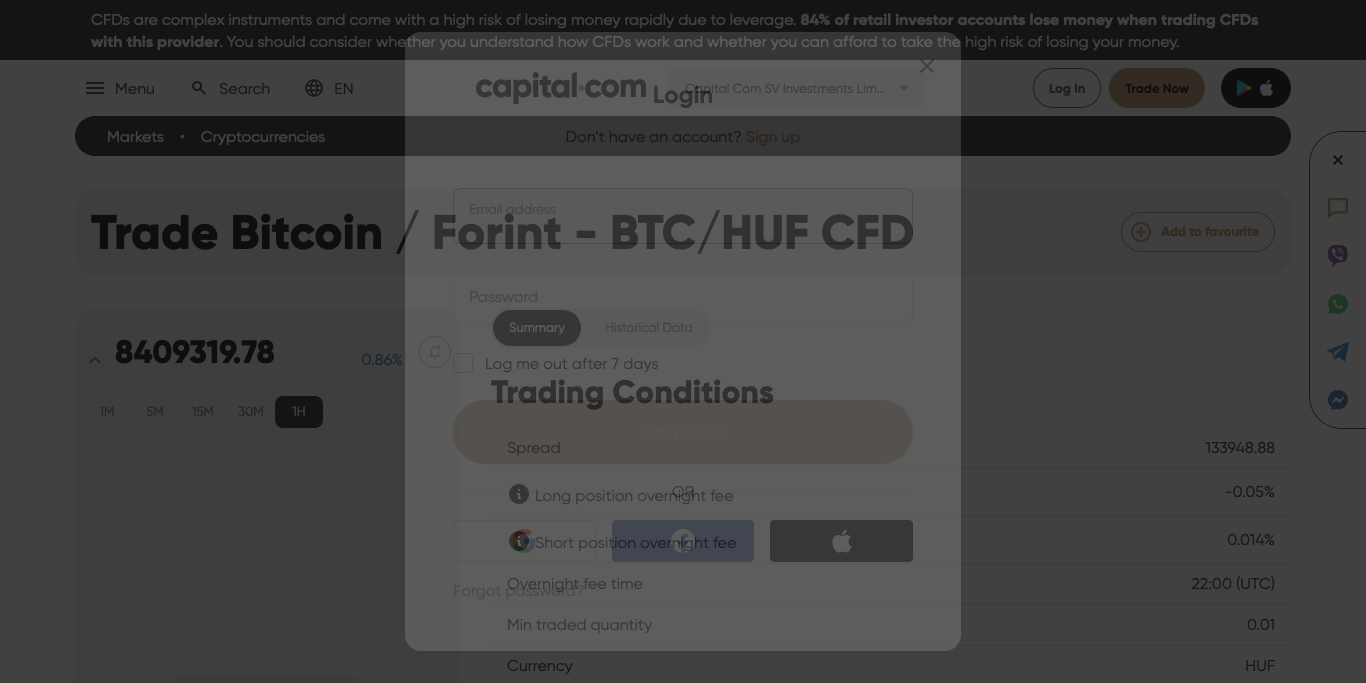 CFDs are complex instruments and come with a high risk of losing money rapidly due to leverage. 84% of retail investor accounts lose money when trading CFDs
with this provider. You should consider whether you understand how CFDs work and whether you can afford to take the high risk of losing your money.
Menu
Search
EN
capital.com
Capital Com SV Investments Lim...
Log In
Trade Now
Login
Markets
Cryptocurrencies
Don't have an account? Sign up
Trade Bitcoin / Forint - BTC/HUF CFD
Add to favourite
Email address
Password
8409319.78
0.86%
1M
5M
15M
30M
1H
Summary
Historical Data
Log me out after 7 days
Trading Conditions
Continue
Spread
133948.88
OR
Long position overnight fee
-0.05%
Short position overnight fee
0.014%
Forgot password?
Overnight fee time
22:00 (UTC)
Min traded quantity
0.01
Currency
HUF